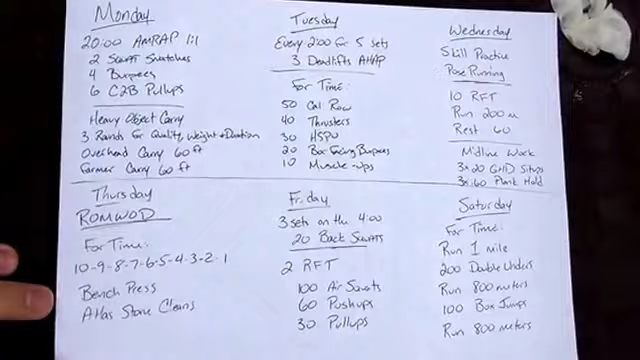 Monday
20:00 AMRAP 1:1
2 Squat Snatches
4 Burpees
6 C2B Pullups
Heavy Object Carry
3 Rounds for Quality, Weight + Duration
Overhead Carry 60 ft
Farmer Carry 60 ft
Tuesday
Every 2:00 for 5 sets
3 Deadlifts AHAP
For Time:
50 Cal Row
40 Thrusters
30 HSPU
20 Box Facing Burpees
10 Muscle-ups
Wednesday
Skill Practice
Pose Running
10 RFT
Run 200 m
Rest 60
Midline Work
3x20 GHD Situps
3x:60 Plank Hold
Thursday
ROMWOD
For Time:
10-9-8-7-6-5-4-3-2-1
Bench Press
Atlas Stone Cleans
Friday
3 sets on the 4:00
20 Back Squats
2 RFT
100 Air Squats
60 Pushups
30 Pullups
Saturday
For Time:
Run 1 mile
200 Double Unders
Run 800 meters
100 Box Jumps
Run 800 meters